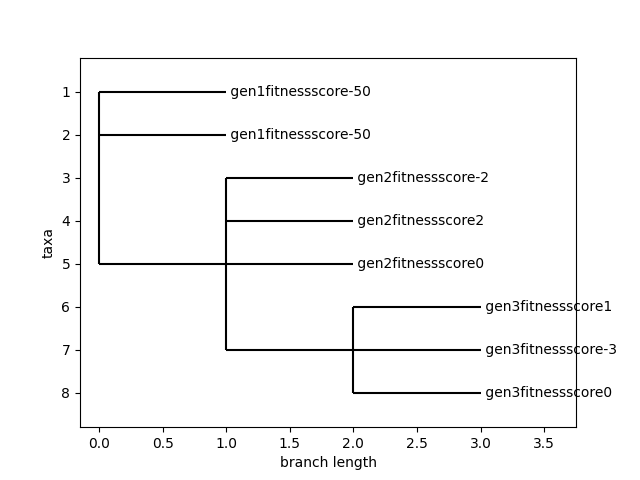 1
gen1fitnessscore-50
2
gen1fitnessscore-50
3
gen2fitnessscore-2
4
gen2fitnessscore2
taxa
5
gen2fitnessscore0
6
gen3fitnessscore1
7
gen3fitnessscore-3
8
gen3fitnessscore0
0.0 0.5 1.0 1.5 2.0 2.5 3.0 3.5
branch length